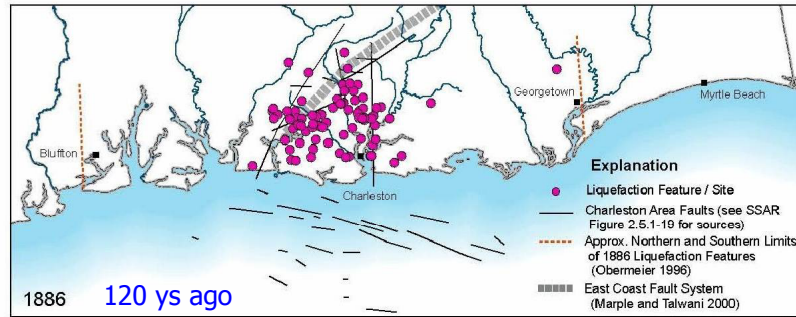 Georgetown
Myrtle Beach
Bluffton
Charleston
Explanation
Liquefaction Feature / Site
Charleston Area Faults (see SSAR
Figure 2.5.1-19 for sources)
Approx. Northern and Southern Limits
of 1886 Liquefaction Features
(Obermeier 1996)
East Coast Fault System
(Marple and Talwani 2000)
1886 120 ys ago